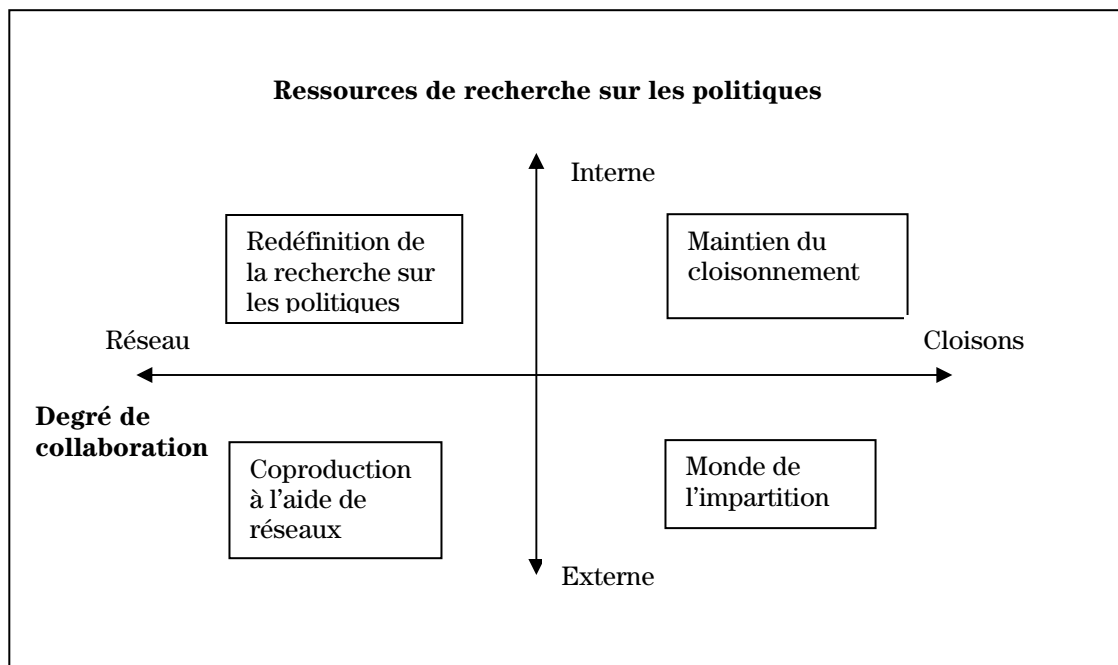 Ressources de recherche sur les politiques
Interne
Redéfinition de
la recherche sur
les politiques
Maintien du
cloisonnement
Réseau
Cloisons
Degré de
collaboration
Coproduction
à l'aide de
réseaux
Monde de
l'impartition
Externe